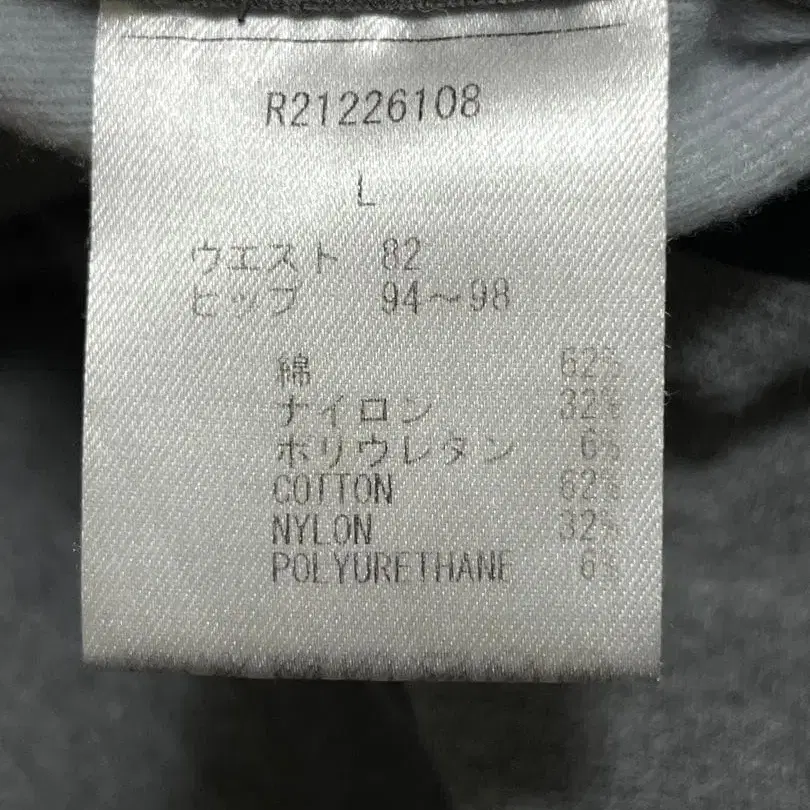 R21226108
L
ウエスト 82
ヒップ 94～98
綿 62%
ナイロン 32%
ポリウレタン 6%
COTTON 62%
NYLON 32%
POLYURETHANE 6%